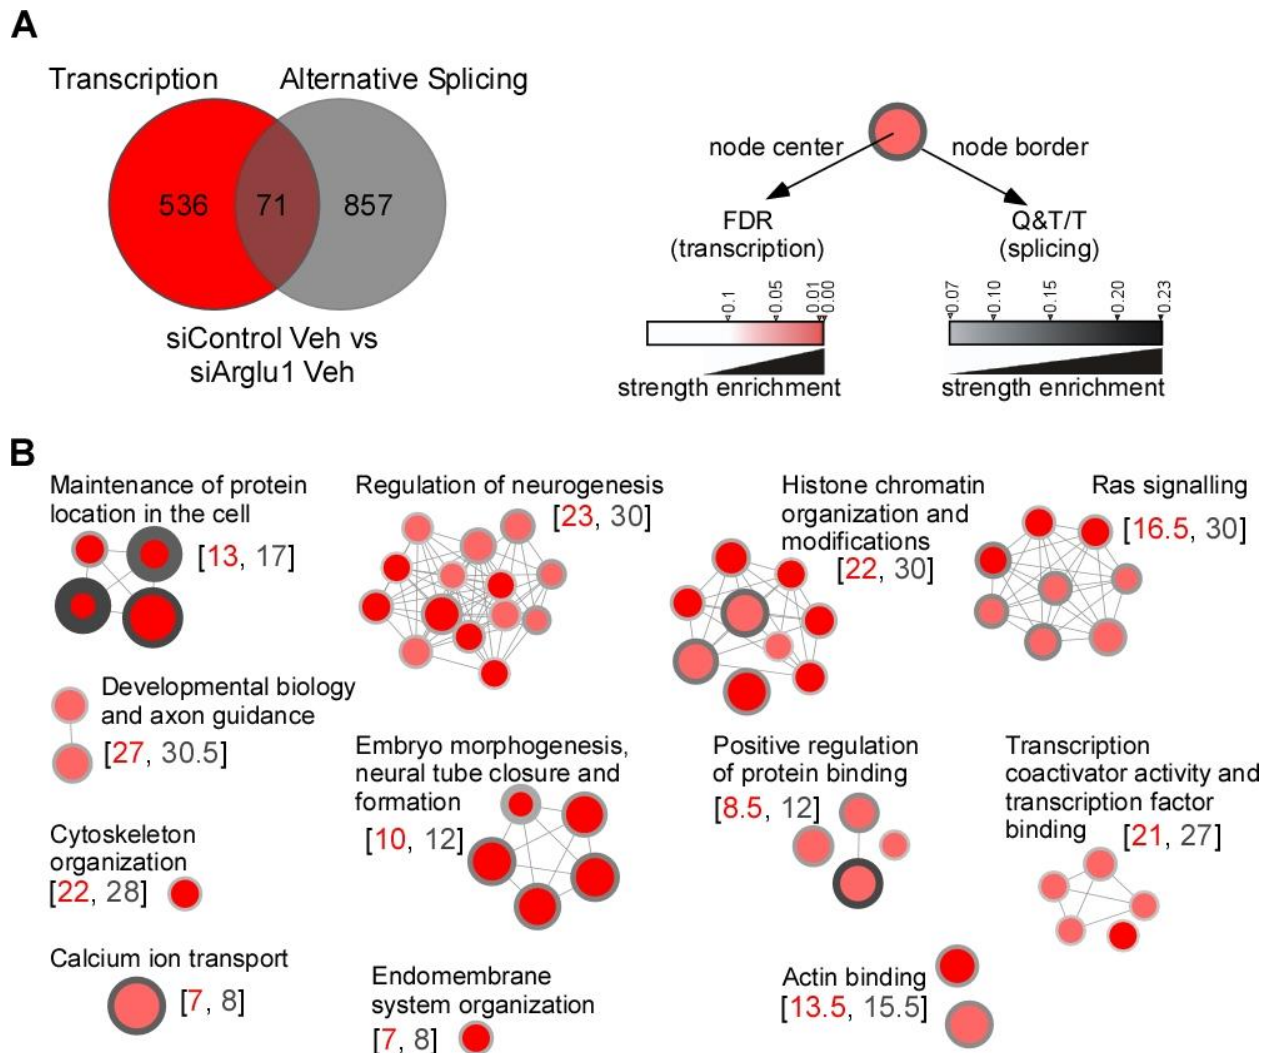 A
Transcription
Alternative Splicing
536
71
857
siControl Veh vs
siArglu1 Veh
node center
node border
FDR
(transcription)
Q&T/T
(splicing)
0.1
0.05
0.01
0.00
0.07
0.10
0.15
0.20
0.23
strength enrichment
strength enrichment
B
Maintenance of protein
location in the cell
[13, 17]
Regulation of neurogenesis
[23, 30]
Histone chromatin
organization and
modifications
[22, 30]
Ras signalling
[16.5, 30]
Developmental biology
and axon guidance
[27, 30.5]
Embryo morphogenesis,
neural tube closure and
formation
[10, 12]
Positive regulation
of protein binding
[8.5, 12]
Transcription
coactivator activity and
transcription factor
binding
[21, 27]
Cytoskeleton
organization
[22, 28]
Calcium ion transport
[7, 8]
Endomembrane
system organization
[7, 8]
Actin binding
[13.5, 15.5]